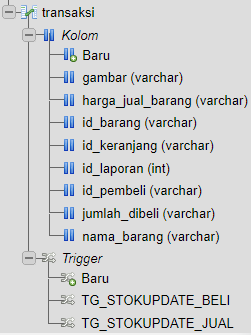 transaksi
Kolom
Baru
gambar (varchar)
harga_jual_barang (varchar)
id_barang (varchar)
id_keranjang (varchar)
id_laporan (int)
id_pembeli (varchar)
jumlah_dibeli (varchar)
nama_barang (varchar)
Trigger
Baru
TG_STOKUPDATE_BELI
TG_STOKUPDATE_JUAL